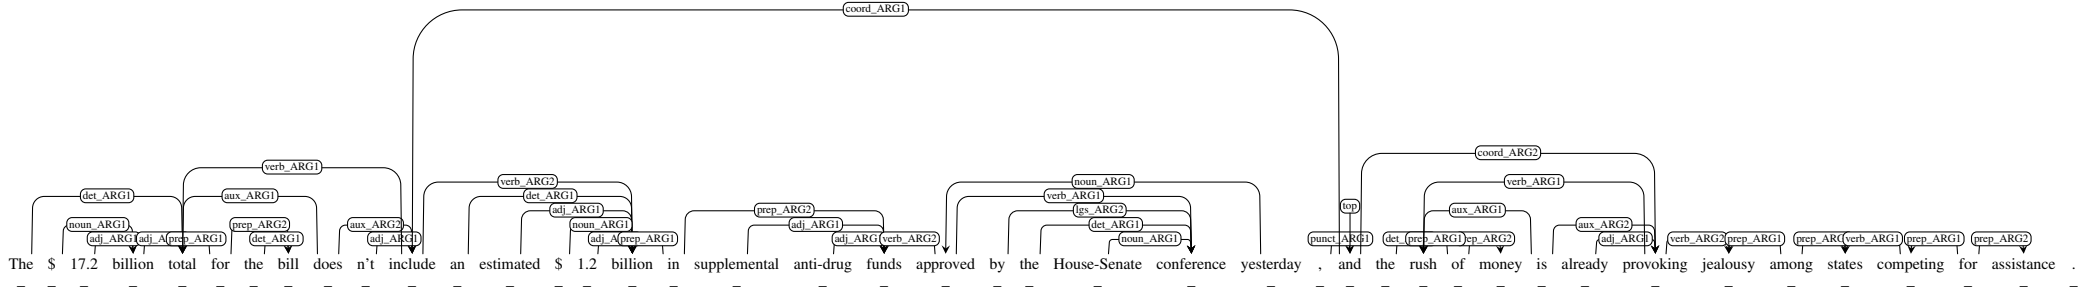 coord_ARG1
verb_ARG1 coord_ARG2
det_ARG1 aux_ARG1 verb_ARG2 det_ARG1 noun_ARG1 verb_ARG1 verb_ARG1
noun_ARG1 prep_ARG2 aux_ARG2 adj_ARG1 noun_ARG1 prep_ARG2 adj_ARG1 lgs_ARG2 det_ARG1 top aux_ARG1 aux_ARG2
adj_ARG1 prep_ARG1 det_ARG1 adj_ARG1 prep_ARG1 verb_ARG2 noun_ARG1 punct_ARG1 prep_ARG1 adj_ARG1 verb_ARG2 prep_ARG1 verb_ARG1 prep_ARG1 prep_ARG2
The $ 17.2 billion total for the bill does n't include an estimated $ 1.2 billion in supplemental anti-drug funds approved by the House-Senate conference yesterday , and the rush of money is already provoking jealousy among states competing for assistance .